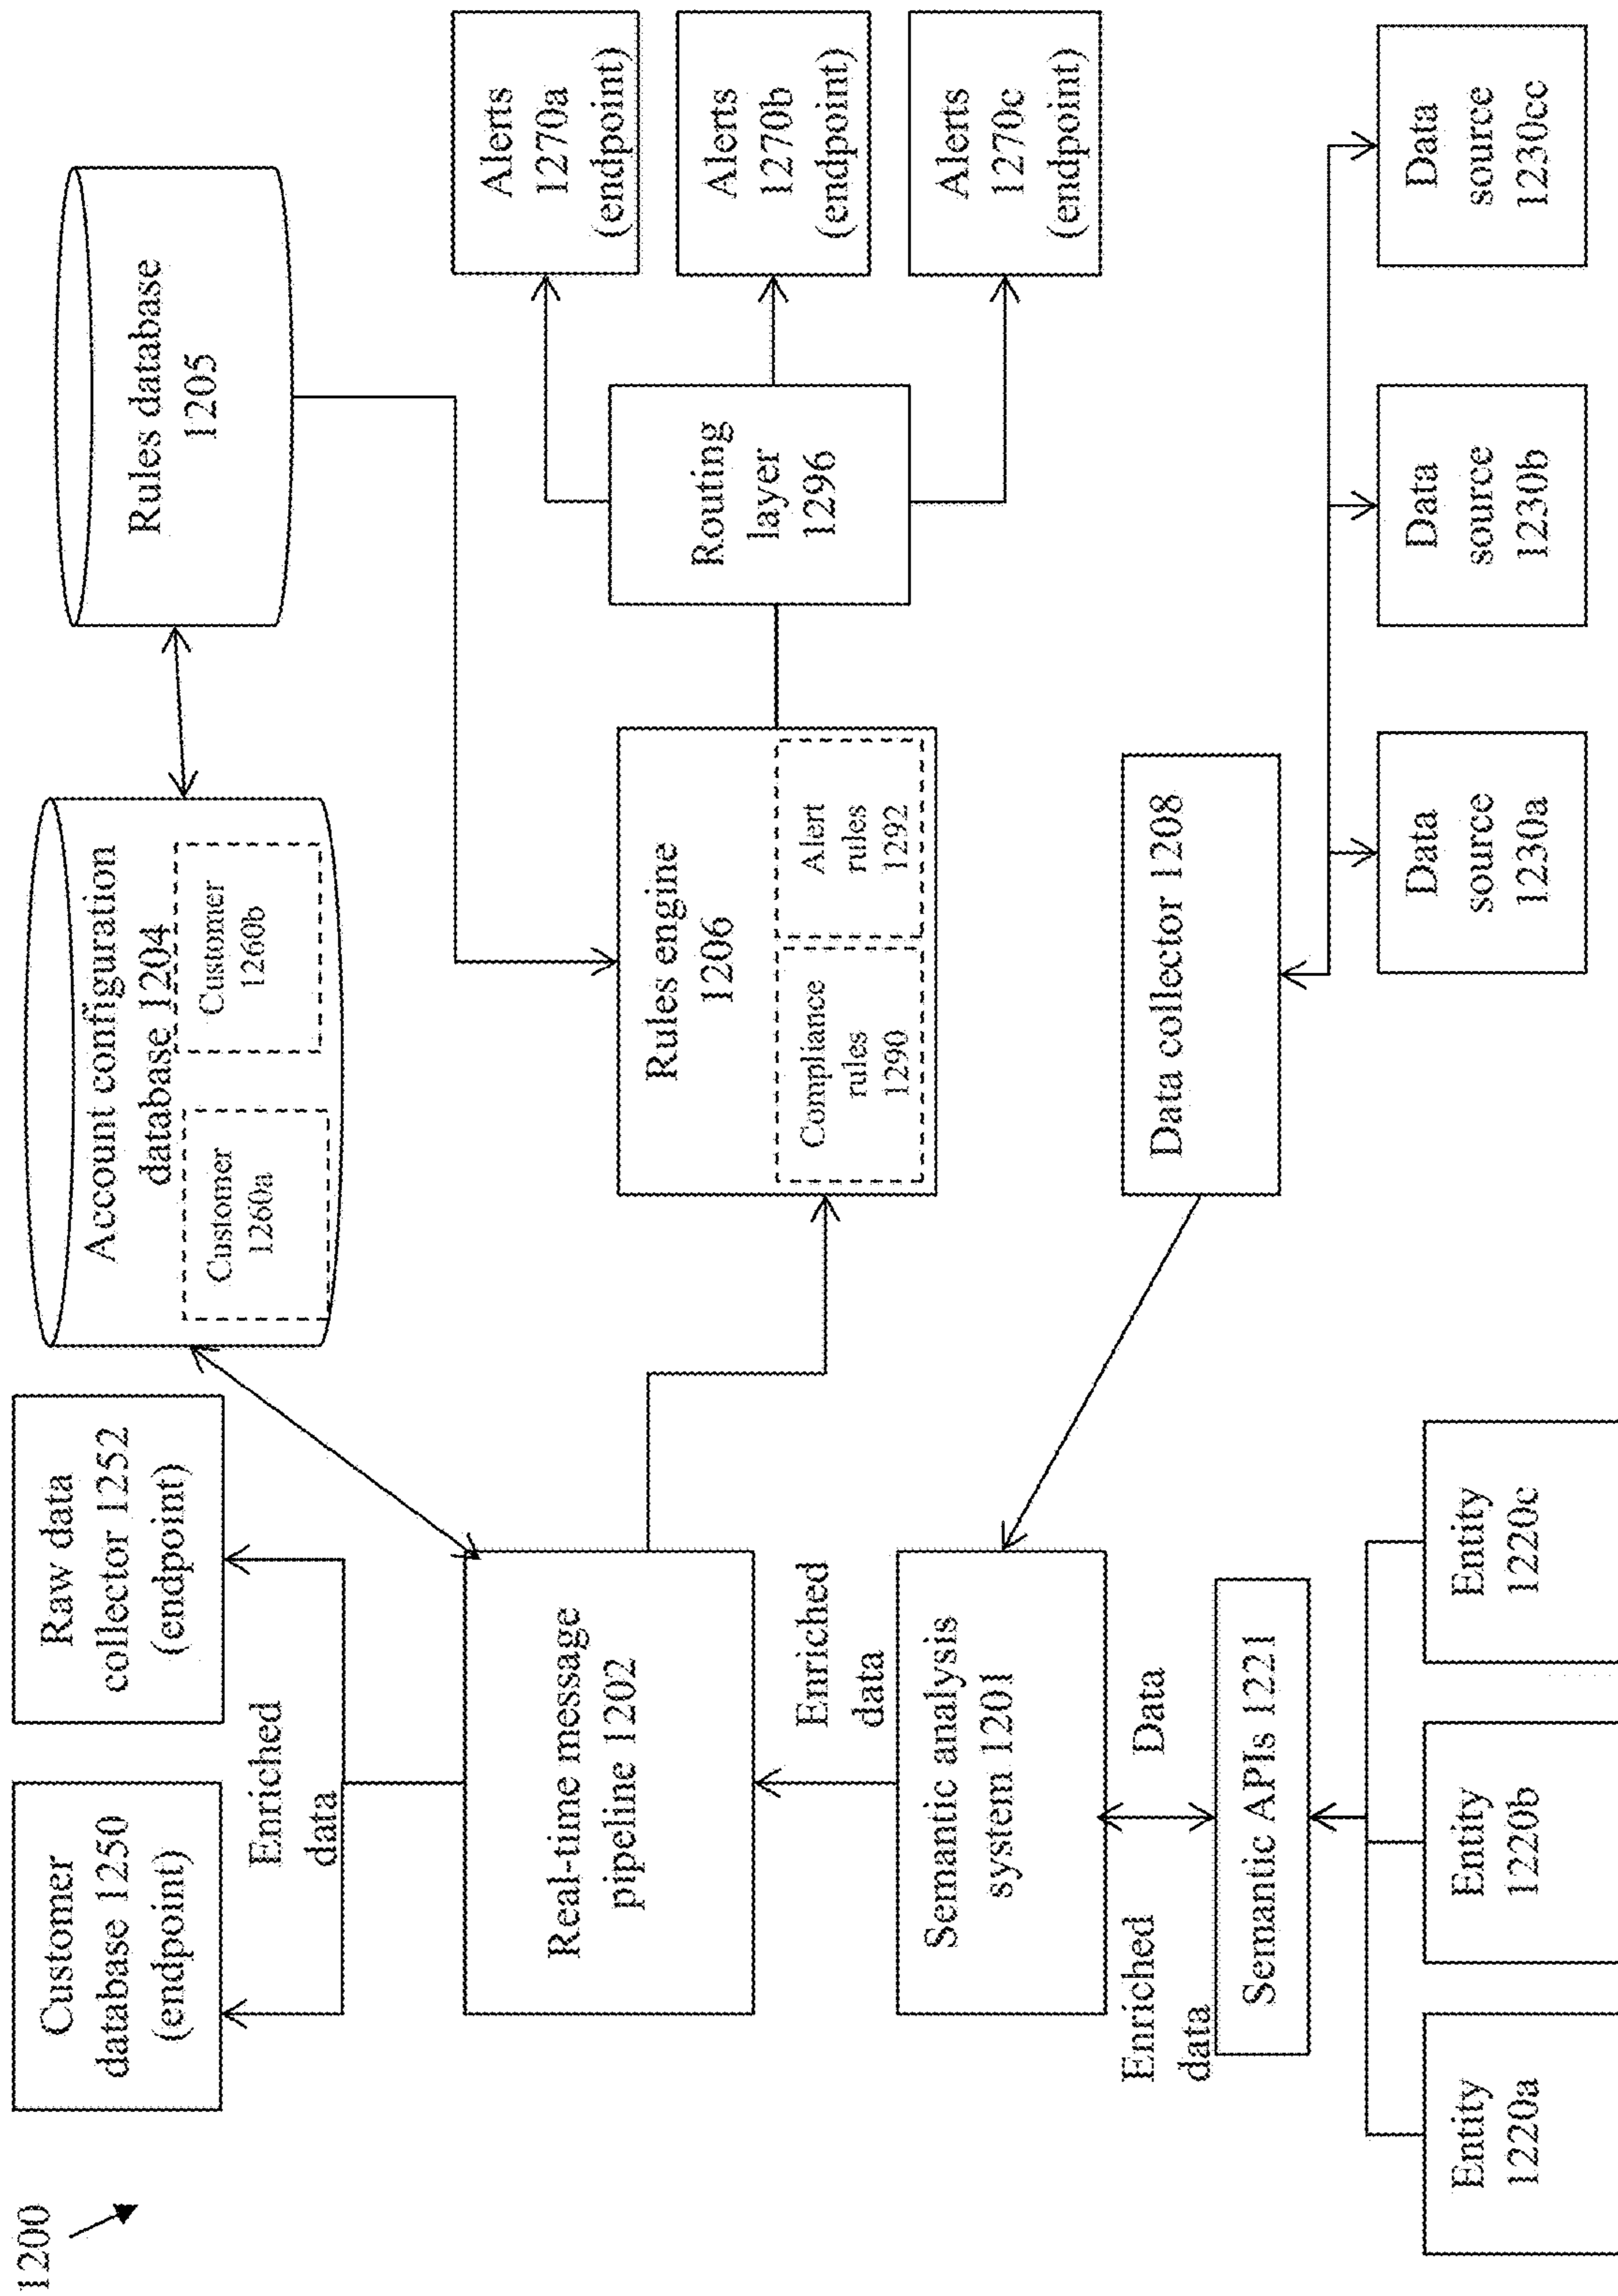 1200
Customer
database 1250
(endpoint)
Raw data
collector 1252
(endpoint)
Enriched
data
Account configuration
database 1204
Customer
1260a
Customer
1260b
Rules database
1205
Real-time message
pipeline 1202
Enriched
data
Rules engine
1206
Compliance
rules
1290
Alert
rules
1292
Routing
layer
1296
Alerts
1270a
(endpoint)
Alerts
1270b
(endpoint)
Alerts
1270c
(endpoint)
Semantic analysis
system 1201
Enriched
data
Data
Semantic APIs 1221
Data collector 1208
Entity
1220a
Entity
1220b
Entity
1220c
Data
source
1230a
Data
source
1230b
Data
source
1230cc